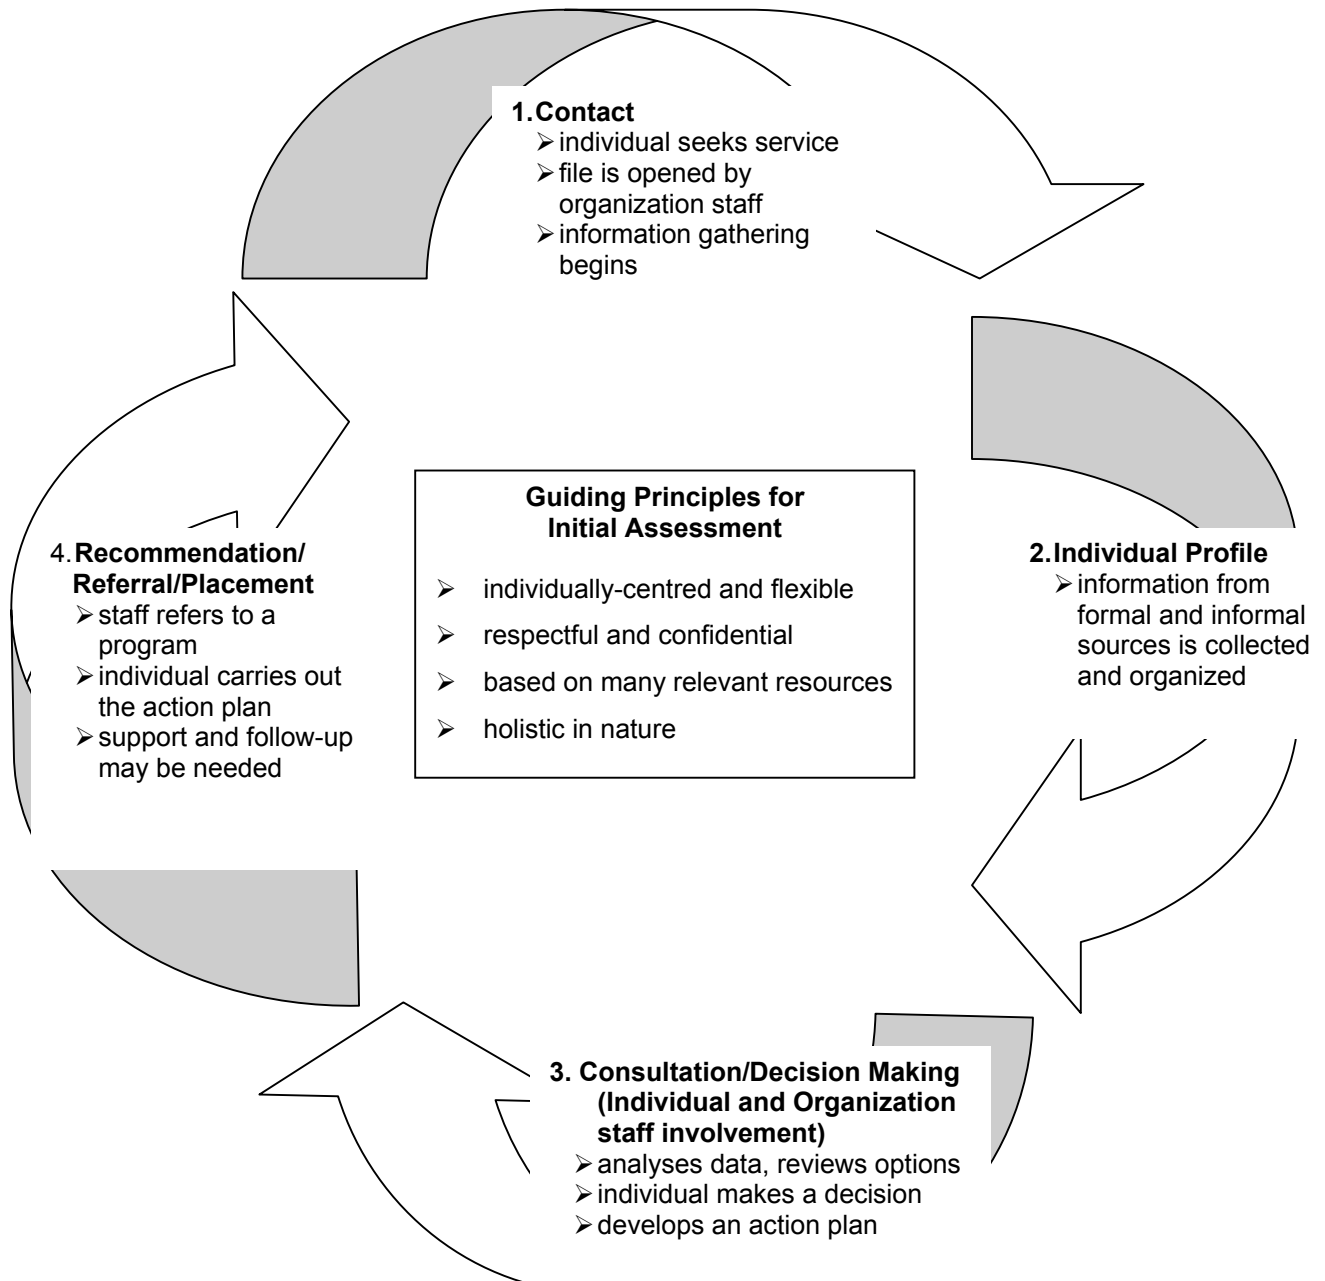 1.Contact
➢individual seeks service
➢file is opened by
organization staff
➢information gathering
begins
Guiding Principles for
Initial Assessment
➢ individually-centred and flexible
➢ respectful and confidential
➢ based on many relevant resources
➢ holistic in nature
2.Individual Profile
➢information from
formal and informal
sources is collected
and organized
3. Consultation/Decision Making
(Individual and Organization
staff involvement)
➢analyses data, reviews options
➢individual makes a decision
➢develops an action plan
4.Recommendation/
Referral/Placement
➢staff refers to a
program
➢individual carries out
the action plan
➢support and follow-up
may be needed